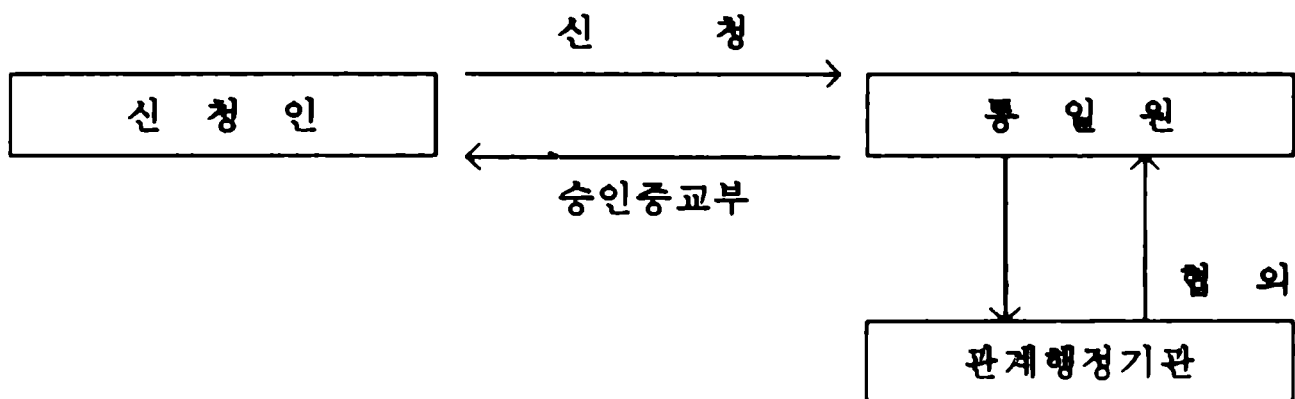 신 청
신 청 인
통 일 원
승인증교부
협 의
관계행정기관